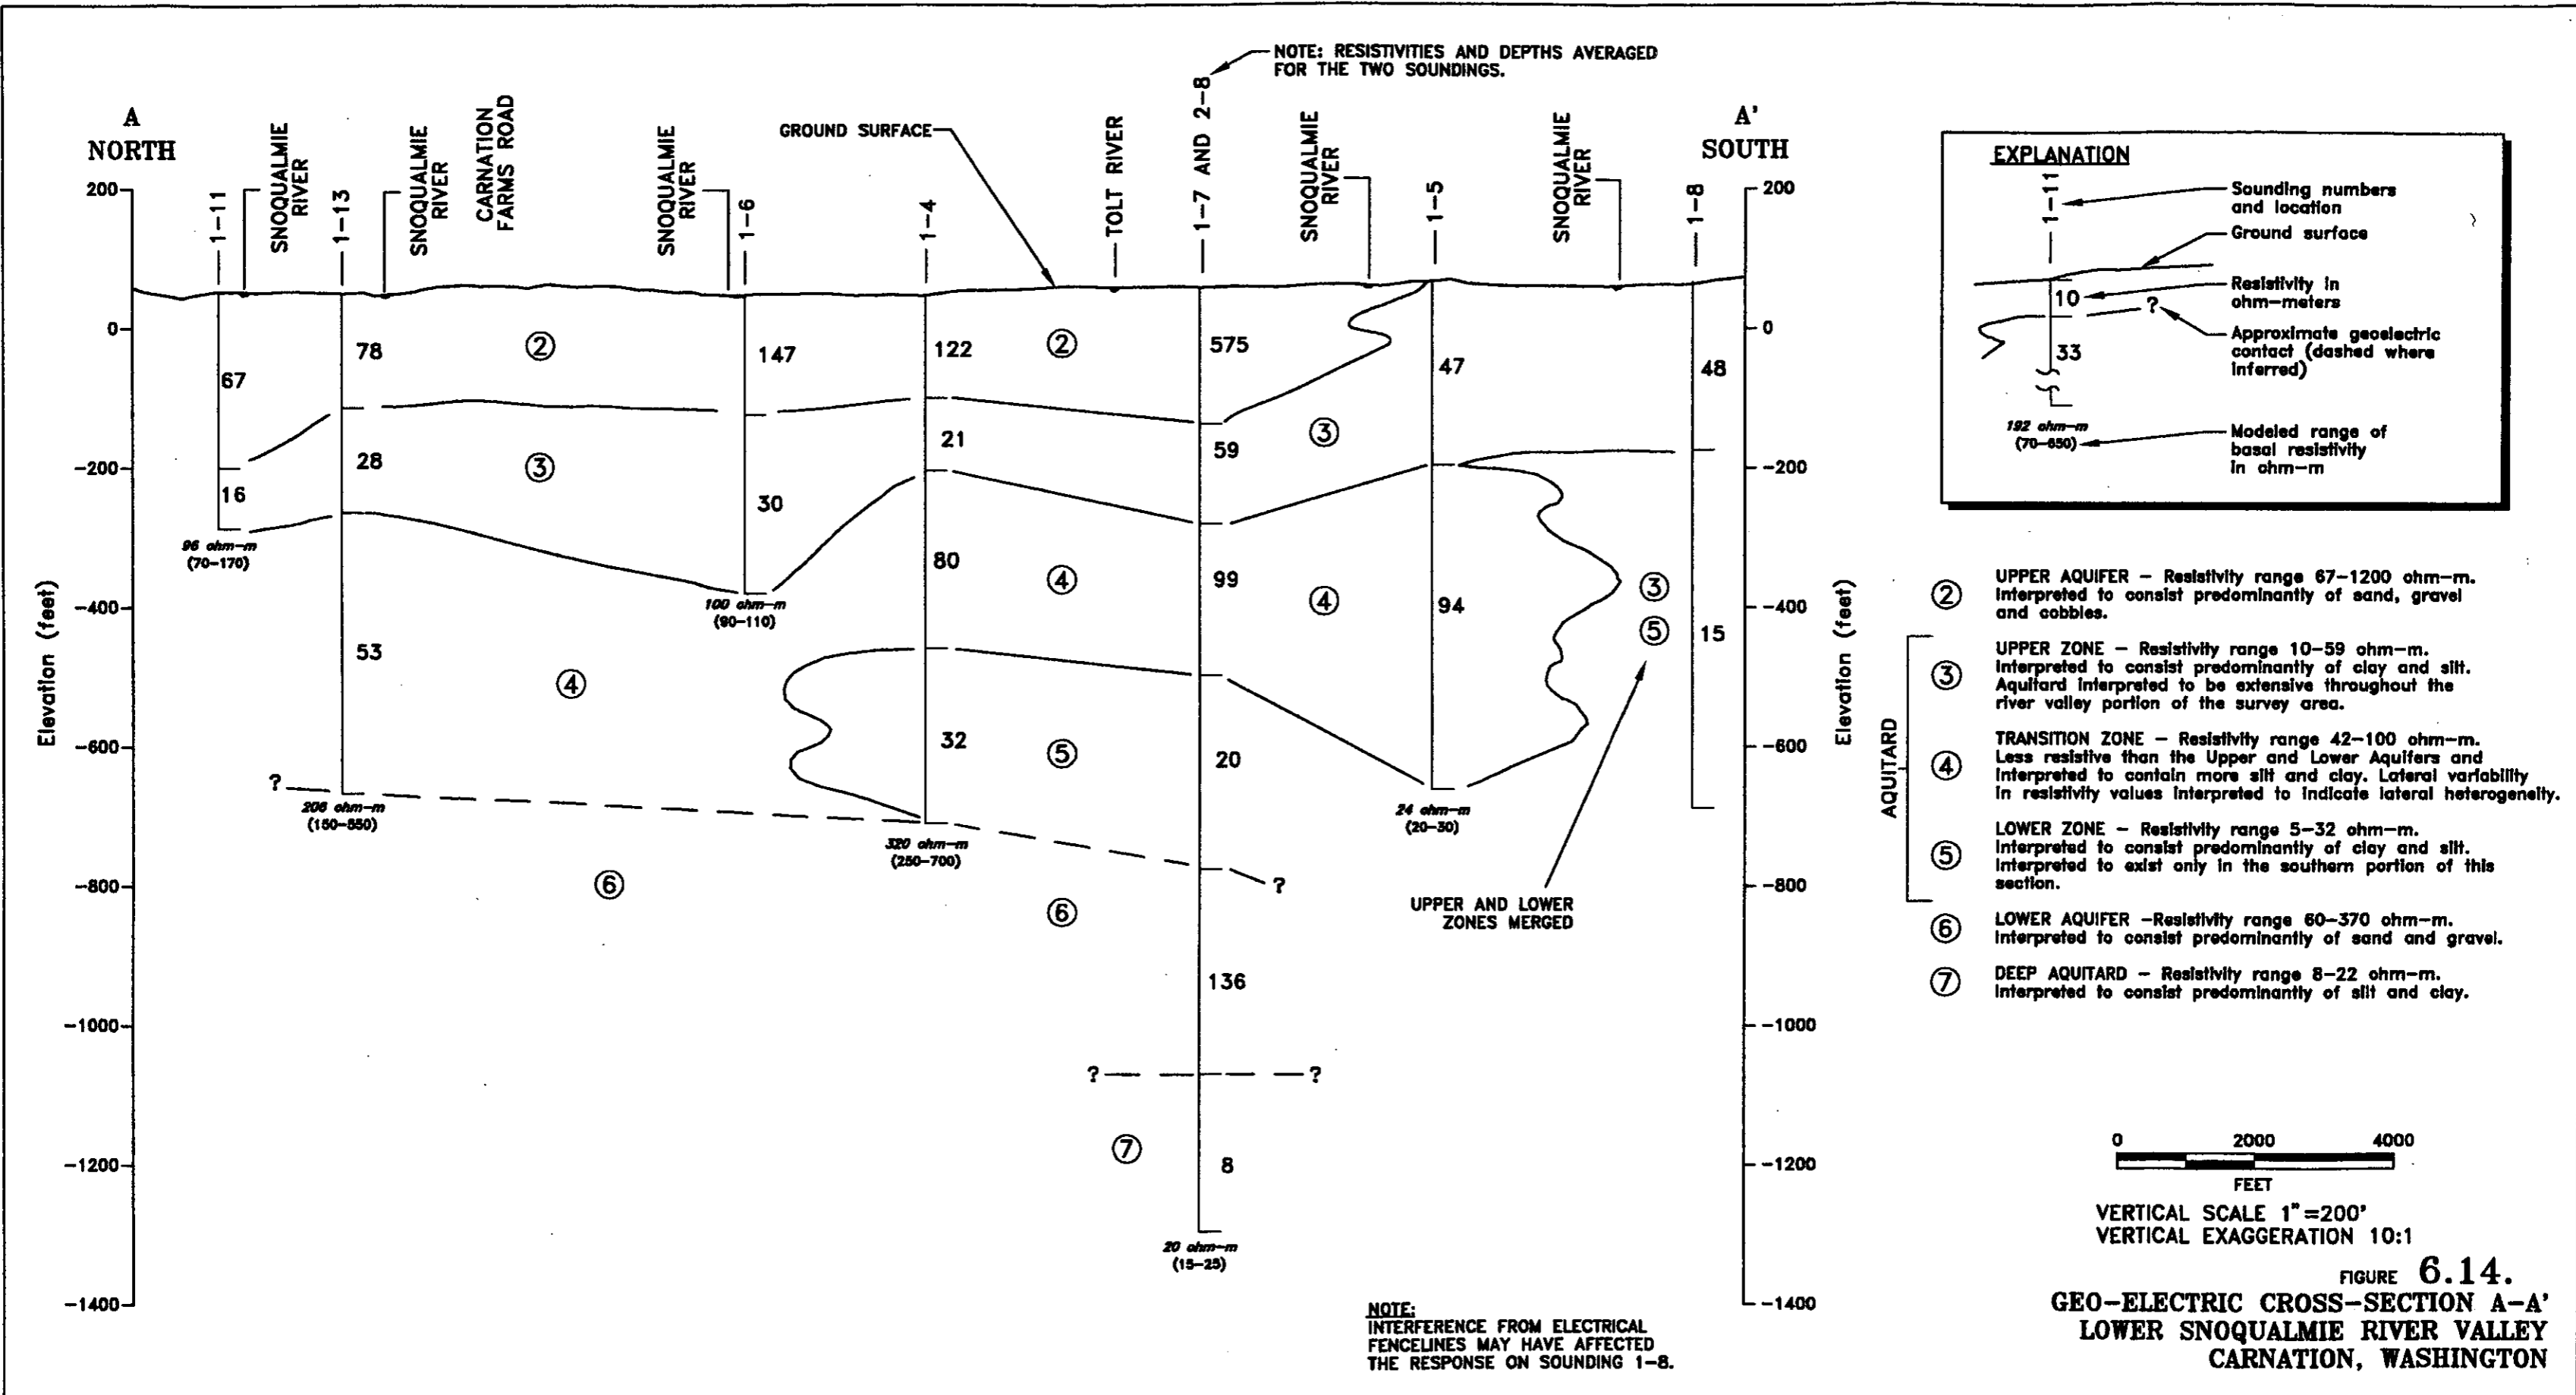 NOTE: RESISTIVITIES AND DEPTHS AVERAGED
FOR THE TWO SOUNDINGS.
A
NORTH
A'
SOUTH
1-11
SNOQUALMIE
RIVER
1-13
SNOQUALMIE
RIVER
CARNATION
FARMS ROAD
SNOQUALMIE
RIVER
1-6
GROUND SURFACE
1-4
TOLT RIVER
1-7 AND 2-8
SNOQUALMIE
RIVER
1-5
SNOQUALMIE
RIVER
1-8
Elevation (feet)
200
0
-200
-400
-600
-800
-1000
-1200
-1400
67
16
96 ohm-m
(70-170)
78
28
53
206 ohm-m
(150-550)
147
30
100 ohm-m
(90-110)
122
21
80
32
320 ohm-m
(250-700)
575
59
99
20
136
8
20 ohm-m
(15-25)
47
94
24 ohm-m
(20-30)
48
15
2
2
3
3
4
4
4
5
3
5
6
6
7
?
?
?
?
UPPER AND LOWER
ZONES MERGED
Elevation (feet)
200
0
-200
-400
-600
-800
-1000
-1200
-1400
NOTE:
INTERFERENCE FROM ELECTRICAL
FENCELINES MAY HAVE AFFECTED
THE RESPONSE ON SOUNDING 1-8.
EXPLANATION
1-11
Sounding numbers
and location
Ground surface
10
Resistivity in
ohm-meters
?
Approximate geoelectric
contact (dashed where
inferred)
33
192 ohm-m
(70-650)
Modeled range of
basal resistivity
in ohm-m
2
UPPER AQUIFER - Resistivity range 67-1200 ohm-m.
Interpreted to consist predominantly of sand, gravel
and cobbles.
AQUITARD
3
UPPER ZONE - Resistivity range 10-59 ohm-m.
Interpreted to consist predominantly of clay and silt.
Aquitard interpreted to be extensive throughout the
river valley portion of the survey area.
4
TRANSITION ZONE - Resistivity range 42-100 ohm-m.
Less resistive than the Upper and Lower Aquifers and
interpreted to contain more silt and clay. Lateral variability
in resistivity values interpreted to indicate lateral heterogeneity.
5
LOWER ZONE - Resistivity range 5-32 ohm-m.
Interpreted to consist predominantly of clay and silt.
Interpreted to exist only in the southern portion of this
section.
6
LOWER AQUIFER -Resistivity range 60-370 ohm-m.
Interpreted to consist predominantly of sand and gravel.
7
DEEP AQUITARD - Resistivity range 8-22 ohm-m.
Interpreted to consist predominantly of silt and clay.
0 2000 4000
FEET
VERTICAL SCALE 1"=200'
VERTICAL EXAGGERATION 10:1
FIGURE 6.14.
GEO-ELECTRIC CROSS-SECTION A-A'
LOWER SNOQUALMIE RIVER VALLEY
CARNATION, WASHINGTON